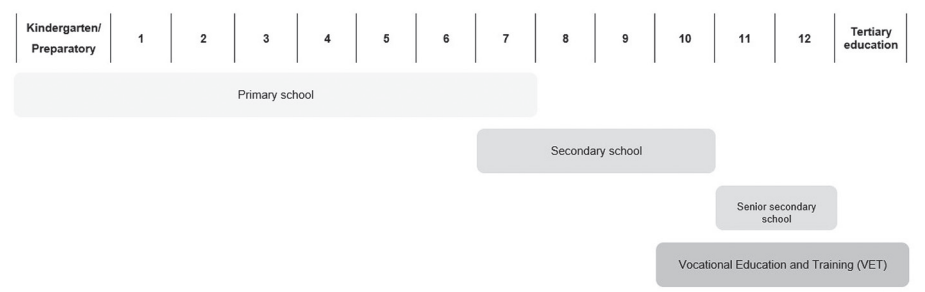 Kindergarten/
Preparatory
1
2
3
4
5
6
7
8
9
10
11
12
Tertiary
education
Primary school
Secondary school
Senior secondary
school
Vocational Education and Training (VET)